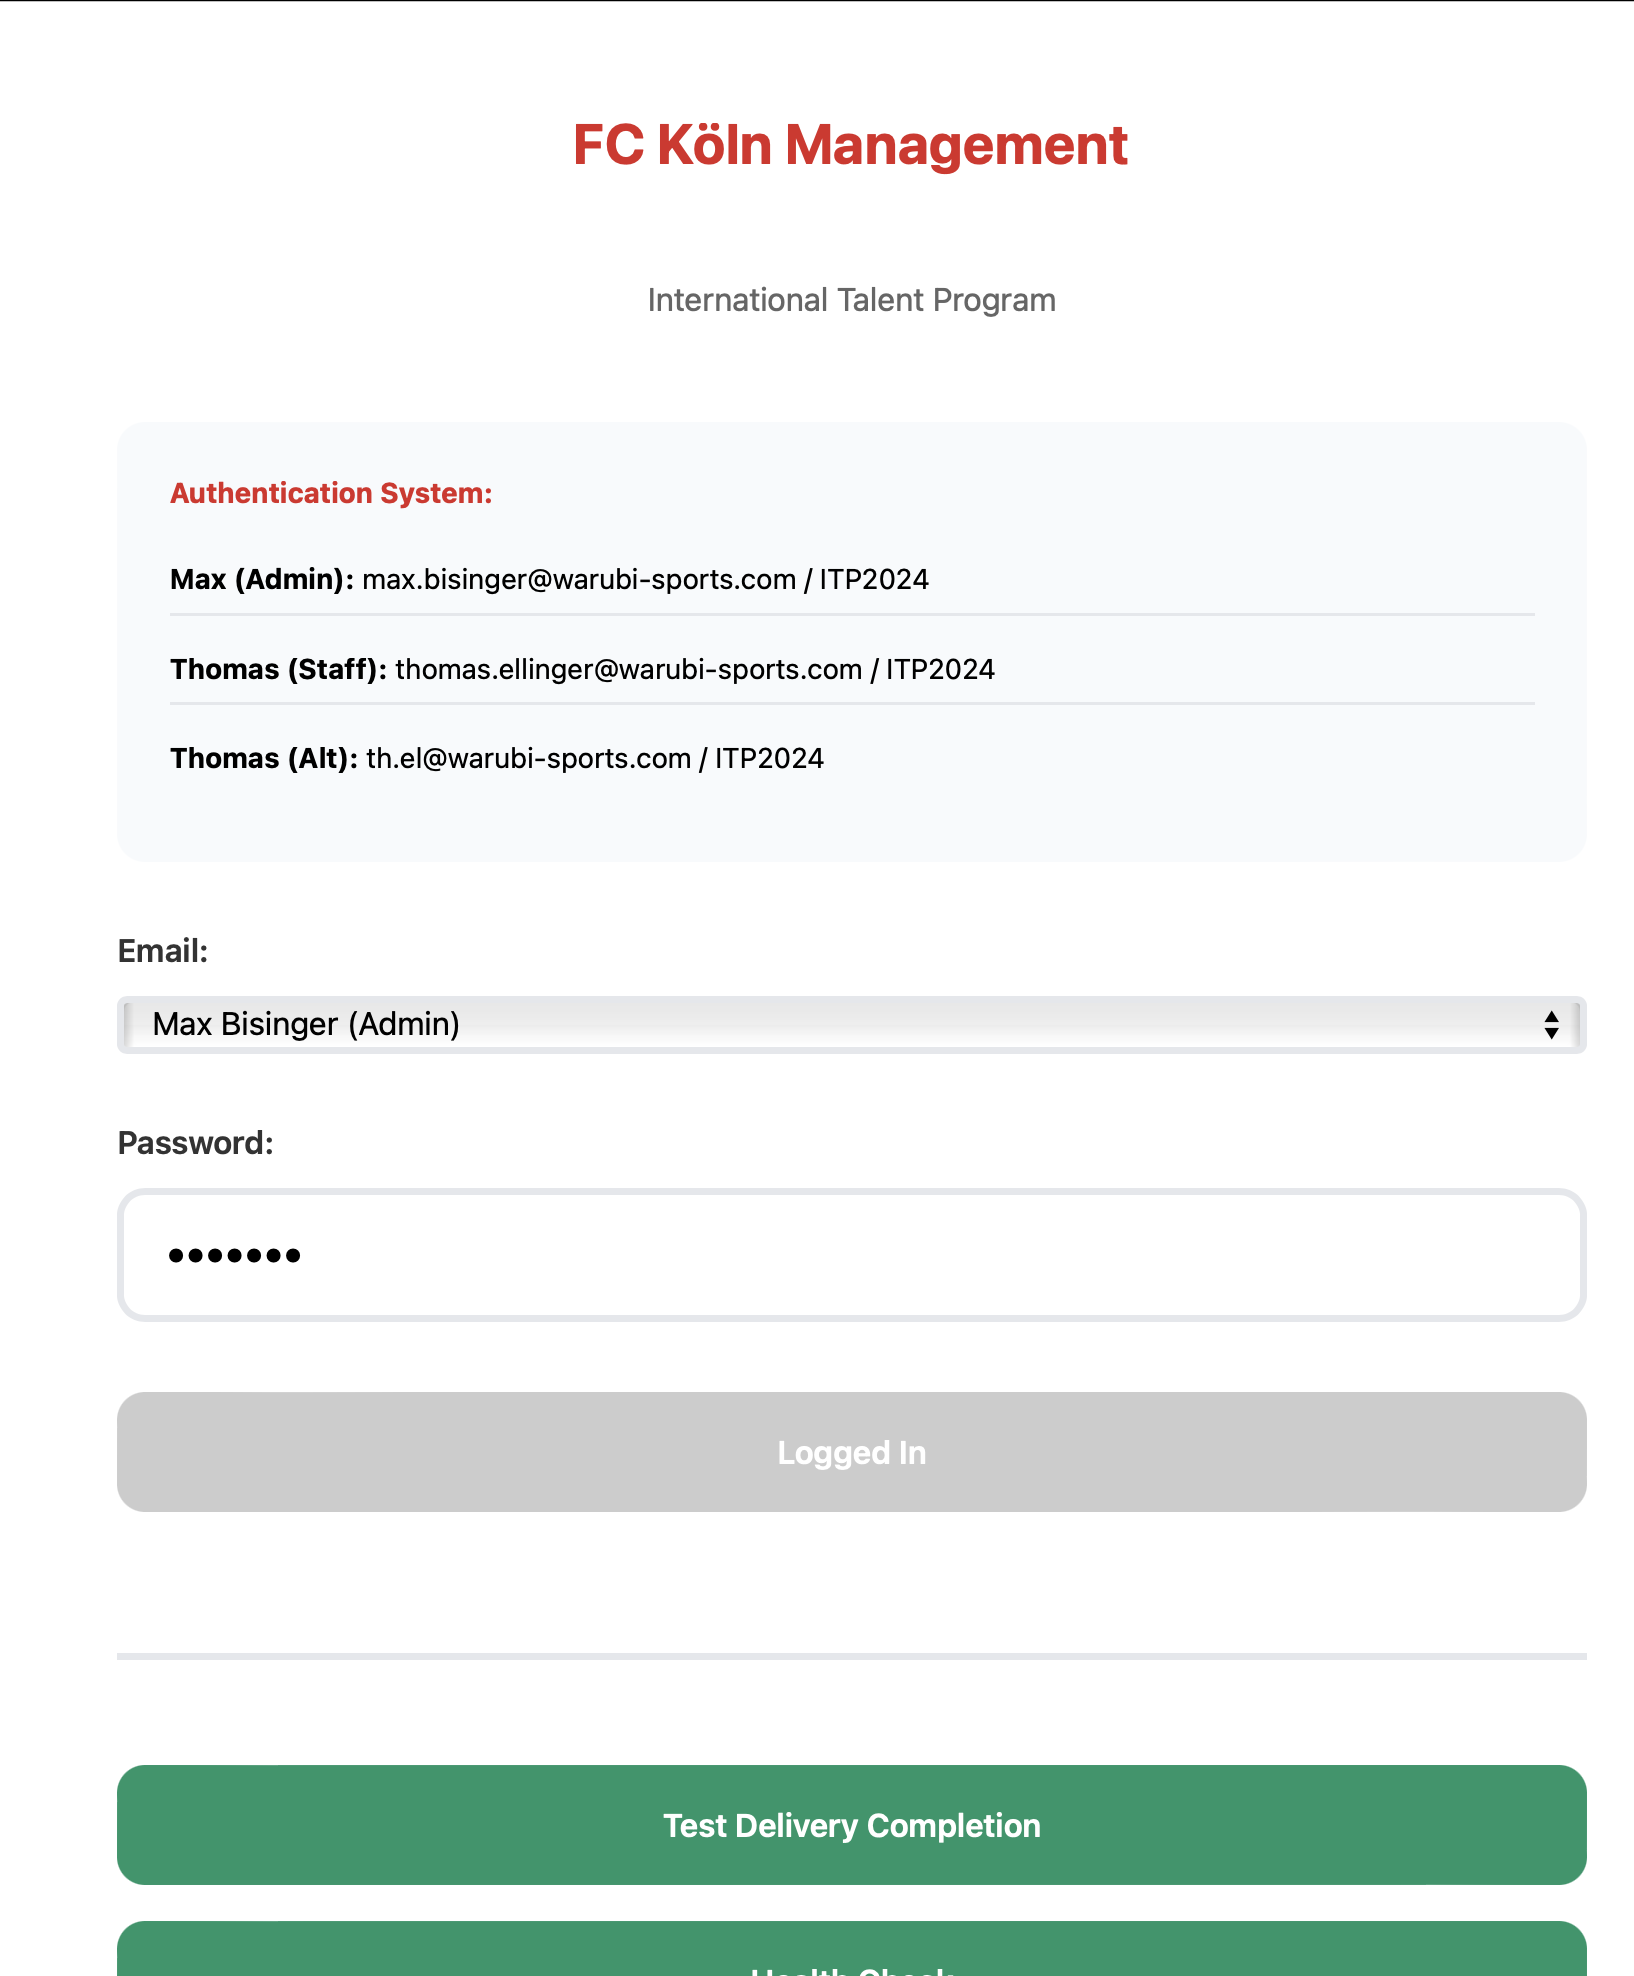 FC Köln Management
International Talent Program
Authentication System:
Max (Admin): max.bisinger@warubi-sports.com / ITP2024
Thomas (Staff): thomas.ellinger@warubi-sports.com / ITP2024
Thomas (Alt): th.el@warubi-sports.com / ITP2024
Email:
Max Bisinger (Admin)
Password:
•••••••
Logged In
Test Delivery Completion
Health Check